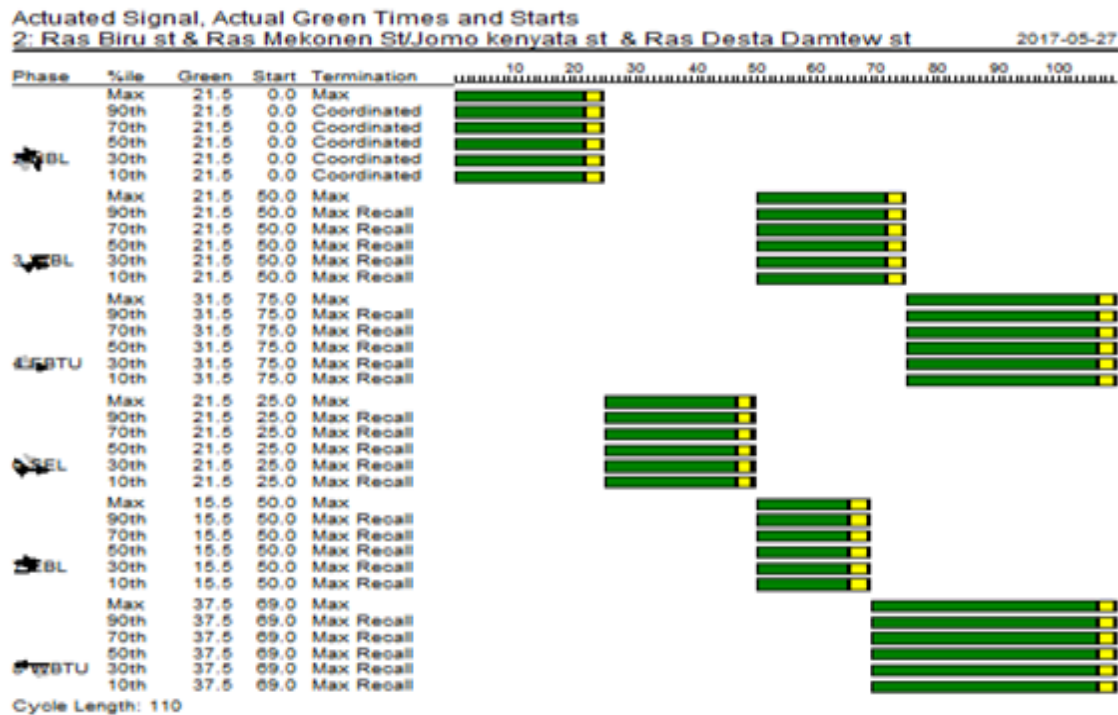 Actuated Signal, Actual Green Times and Starts
2: Ras Biru st & Ras Mekonen St/Jomo kenyata st & Ras Desta Damtew st 2017-05-27
Phase %ile Green Start Termination 10 20 30 40 50 60 70 80 90 100
Max 21.5 0.0 Max
90th 21.5 0.0 Coordinated
70th 21.5 0.0 Coordinated
50th 21.5 0.0 Coordinated
30th 21.5 0.0 Coordinated
10th 21.5 0.0 Coordinated
Max 21.5 50.0 Max
90th 21.5 50.0 Max Recall
70th 21.5 50.0 Max Recall
50th 21.5 50.0 Max Recall
30th 21.5 50.0 Max Recall
10th 21.5 50.0 Max Recall
Max 31.5 75.0 Max
90th 31.5 75.0 Max Recall
70th 31.5 75.0 Max Recall
50th 31.5 75.0 Max Recall
30th 31.5 75.0 Max Recall
10th 31.5 75.0 Max Recall
Max 21.5 25.0 Max
90th 21.5 25.0 Max Recall
70th 21.5 25.0 Max Recall
50th 21.5 25.0 Max Recall
30th 21.5 25.0 Max Recall
10th 21.5 25.0 Max Recall
Max 15.5 50.0 Max
90th 15.5 50.0 Max Recall
70th 15.5 50.0 Max Recall
50th 15.5 50.0 Max Recall
30th 15.5 50.0 Max Recall
10th 15.5 50.0 Max Recall
Max 37.5 69.0 Max
90th 37.5 69.0 Max Recall
70th 37.5 69.0 Max Recall
50th 37.5 69.0 Max Recall
30th 37.5 69.0 Max Recall
10th 37.5 69.0 Max Recall
Cycle Length: 110